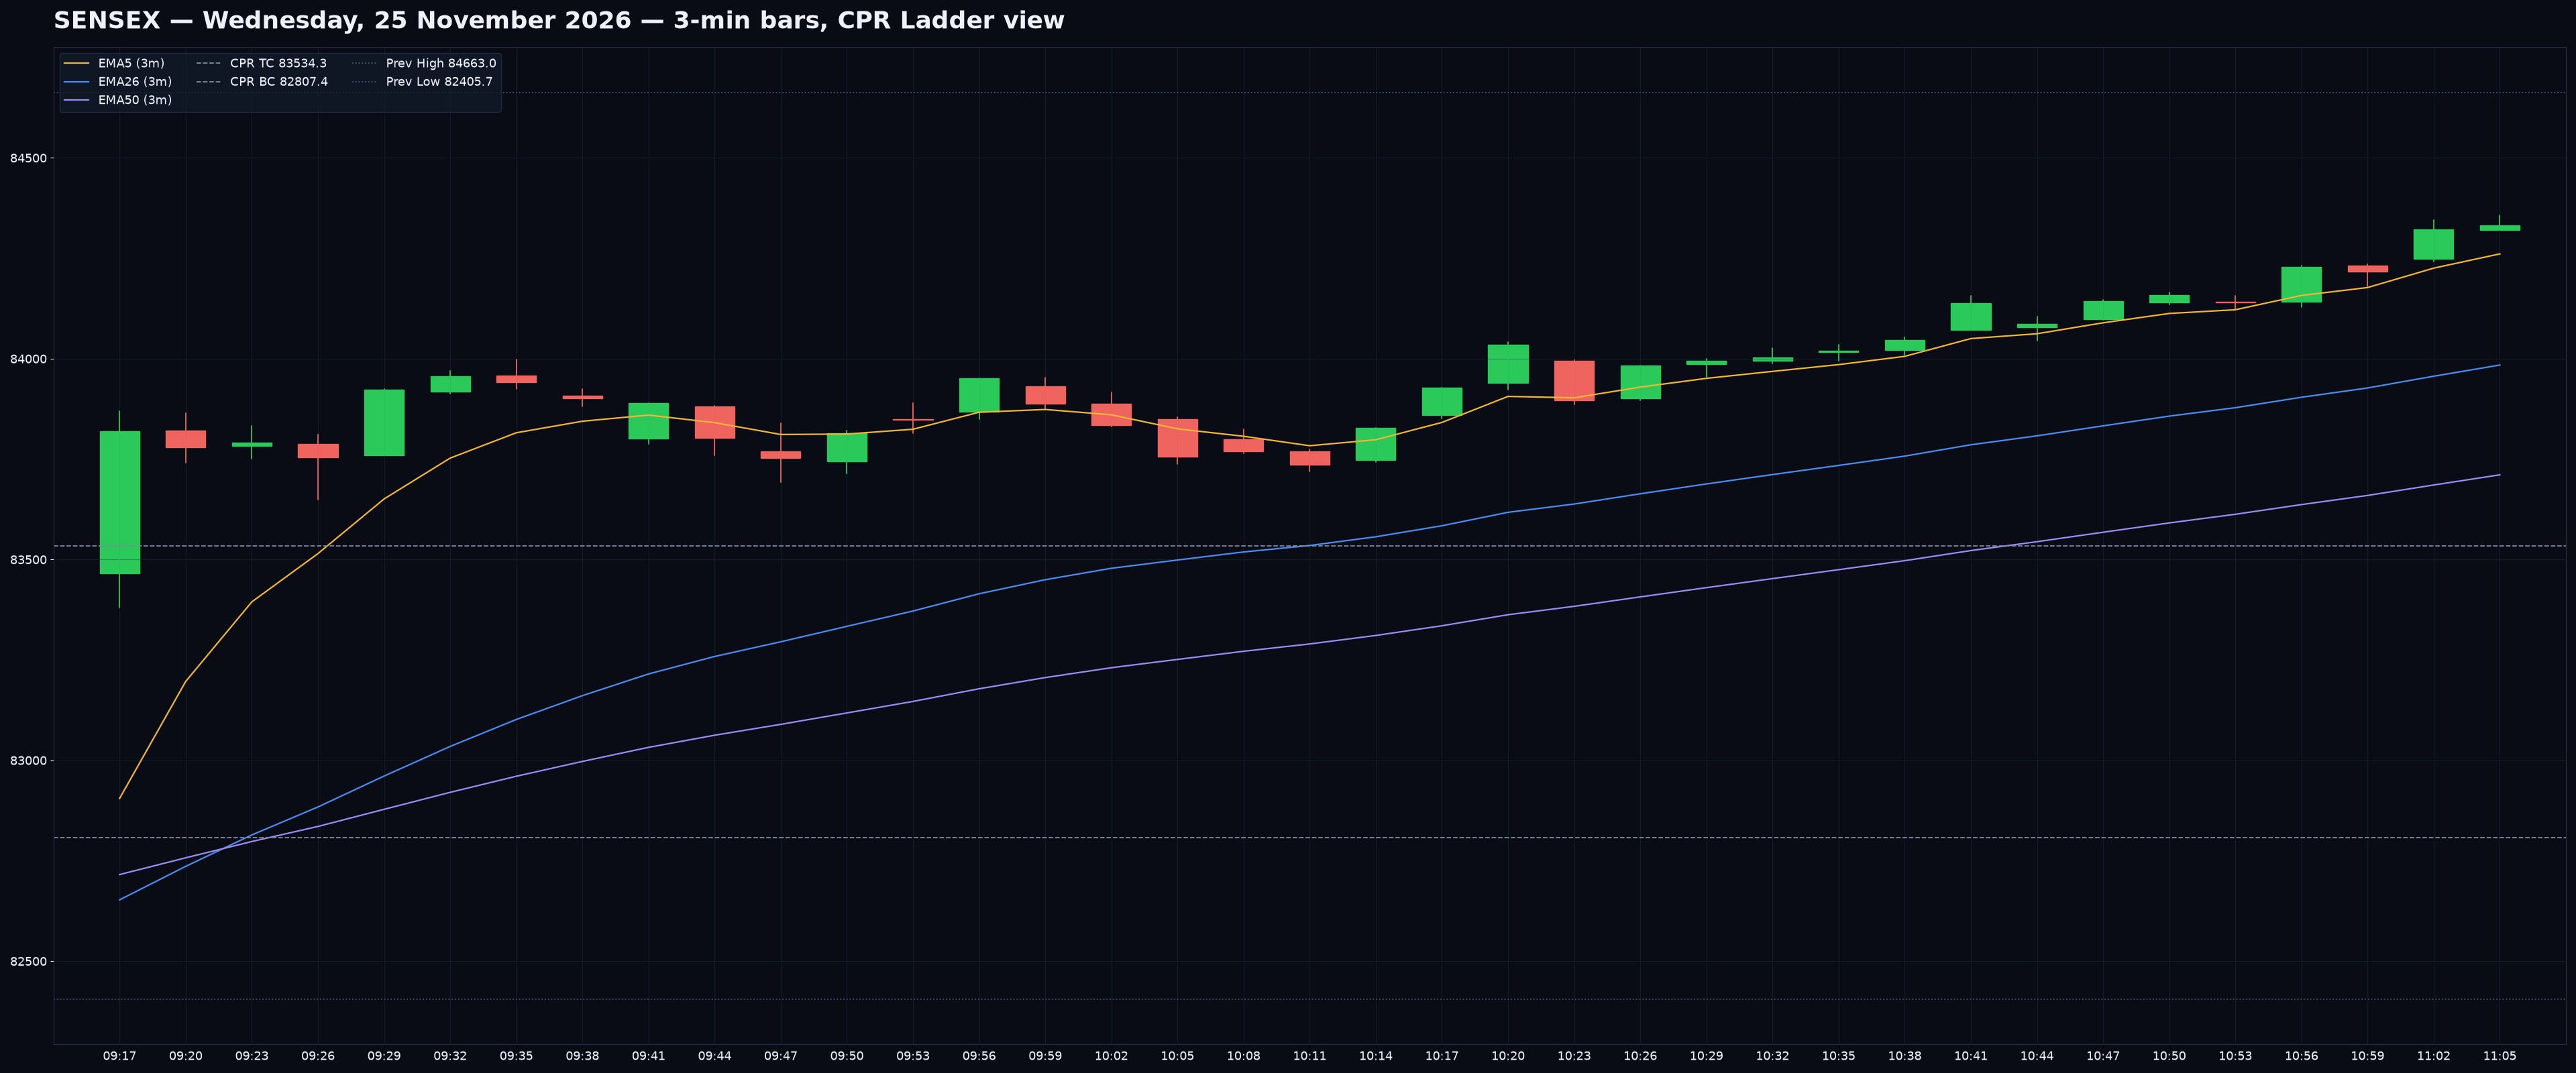 SENSEX — Wednesday, 25 November 2026 — 3-min bars, CPR Ladder view
EMA5 (3m) CPR TC 83534.3 Prev High 84663.0
EMA26 (3m) CPR BC 82807.4 Prev Low 82405.7
EMA50 (3m)
84500
84000
83500
83000
82500
09:17 09:20 09:23 09:26 09:29 09:32 09:35 09:38 09:41 09:44 09:47 09:50 09:53 09:56 09:59 10:02 10:05 10:08 10:11 10:14 10:17 10:20 10:23 10:26 10:29 10:32 10:35 10:38 10:41 10:44 10:47 10:50 10:53 10:56 10:59 11:02 11:05